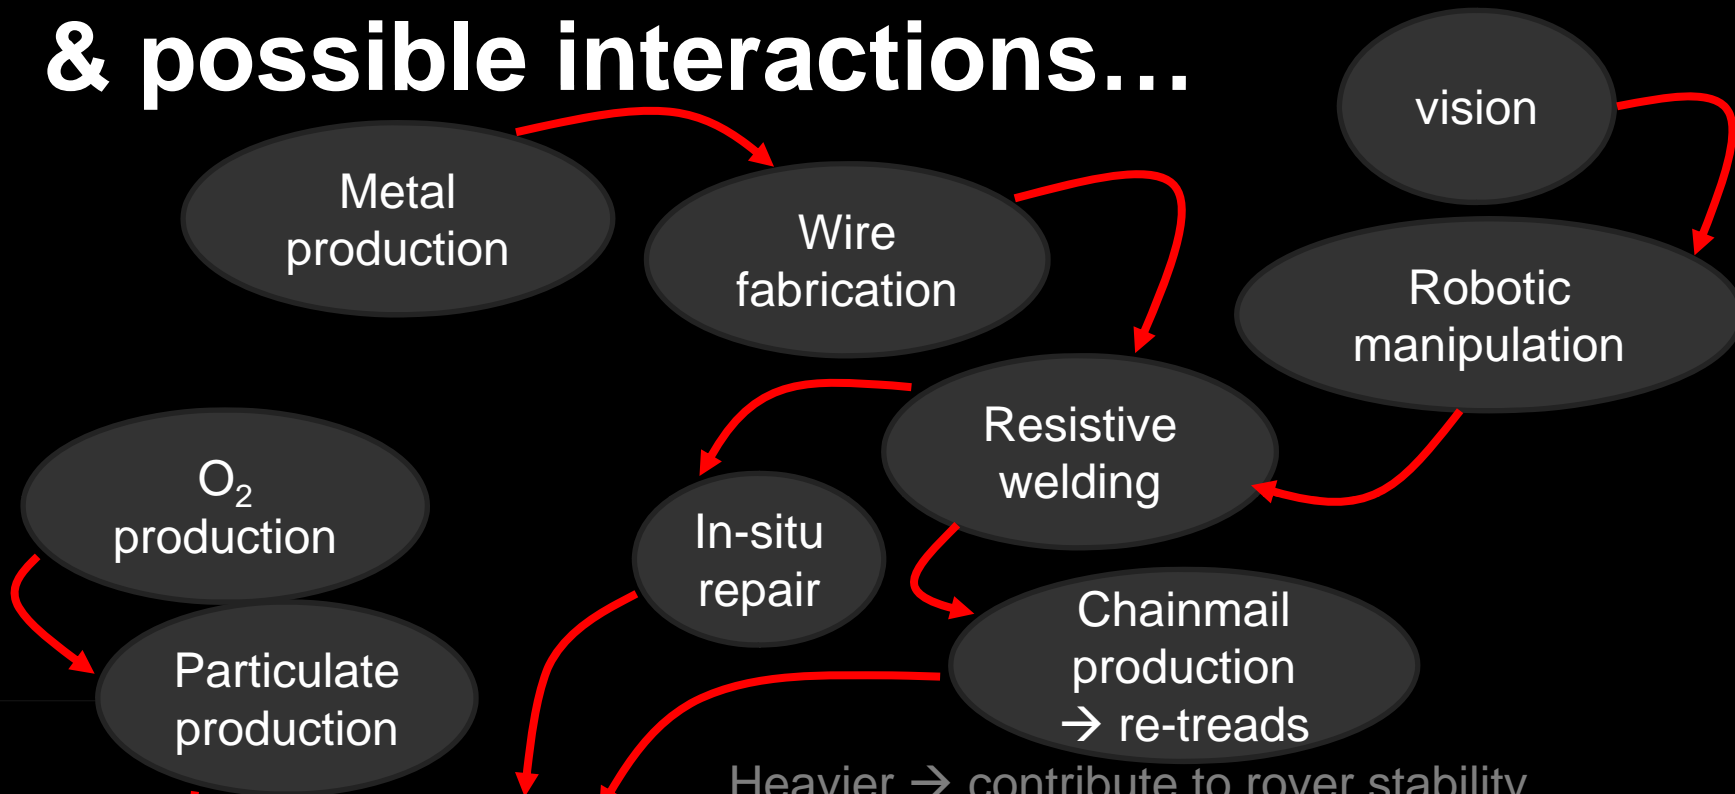 & possible interactions…
vision
Metal
production
Wire
fabrication
Robotic
manipulation
Resistive
welding
O₂
production
In-situ
repair
Chainmail
production
→ re-treads
Particulate
production
Heavier → contribute to rover stability